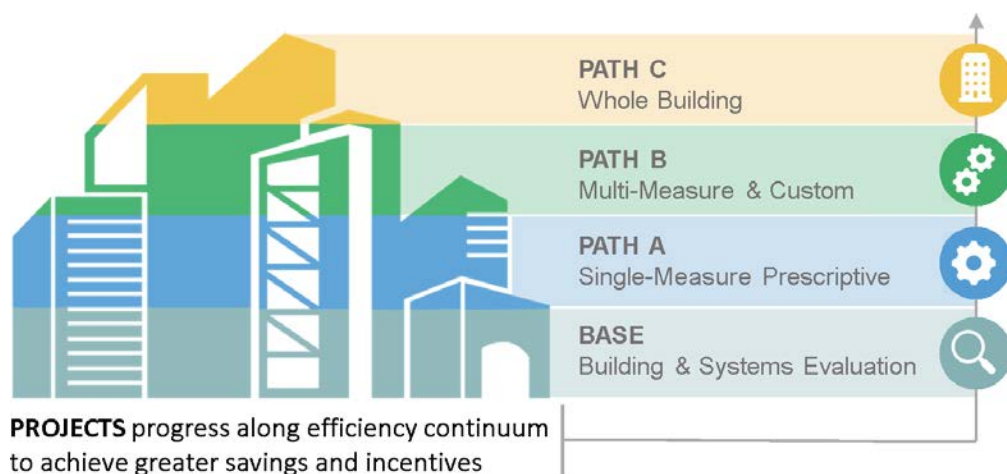 PATH C
Whole Building
PATH B
Multi-Measure & Custom
PATH A
Single-Measure Prescriptive
BASE
Building & Systems Evaluation
PROJECTS progress along efficiency continuum
to achieve greater savings and incentives